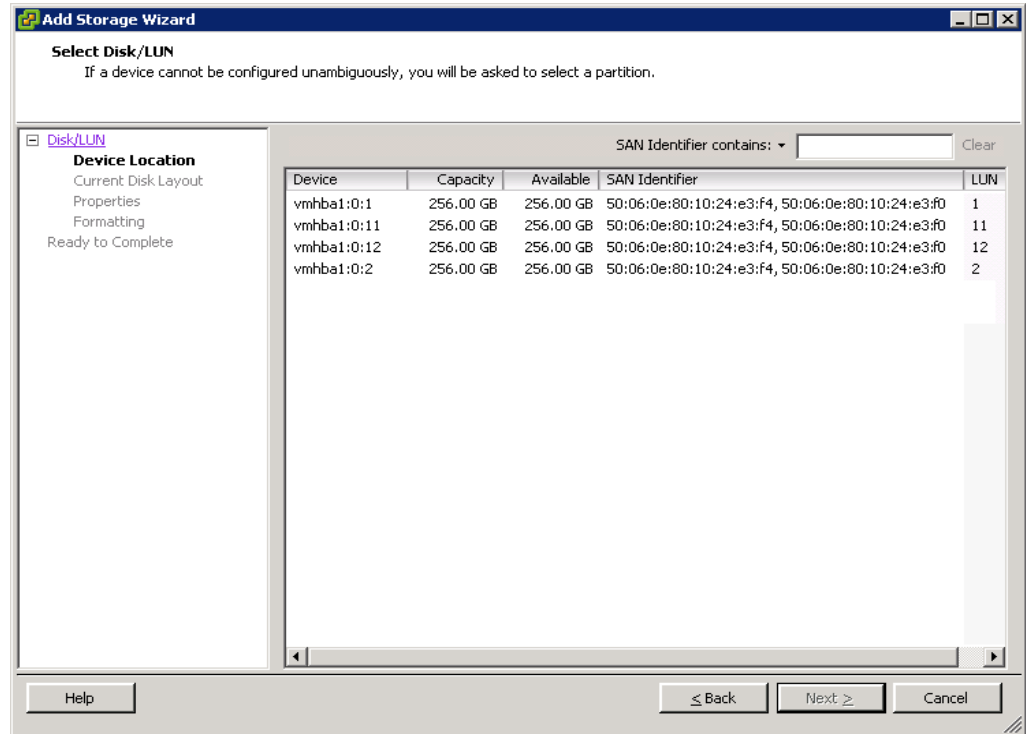 Add Storage Wizard
Select Disk/LUN
If a device cannot be configured unambiguously, you will be asked to select a partition.
Disk/LUN
Device Location
Current Disk Layout
Properties
Formatting
Ready to Complete
SAN Identifier contains: Clear
Device Capacity Available SAN Identifier LUN
vmhba1:0:1 256.00 GB 256.00 GB 50:06:0e:80:10:24:e3:f4, 50:06:0e:80:10:24:e3:f0 1
vmhba1:0:11 256.00 GB 256.00 GB 50:06:0e:80:10:24:e3:f4, 50:06:0e:80:10:24:e3:f0 11
vmhba1:0:12 256.00 GB 256.00 GB 50:06:0e:80:10:24:e3:f4, 50:06:0e:80:10:24:e3:f0 12
vmhba1:0:2 256.00 GB 256.00 GB 50:06:0e:80:10:24:e3:f4, 50:06:0e:80:10:24:e3:f0 2
Help ≤ Back Next ≥ Cancel